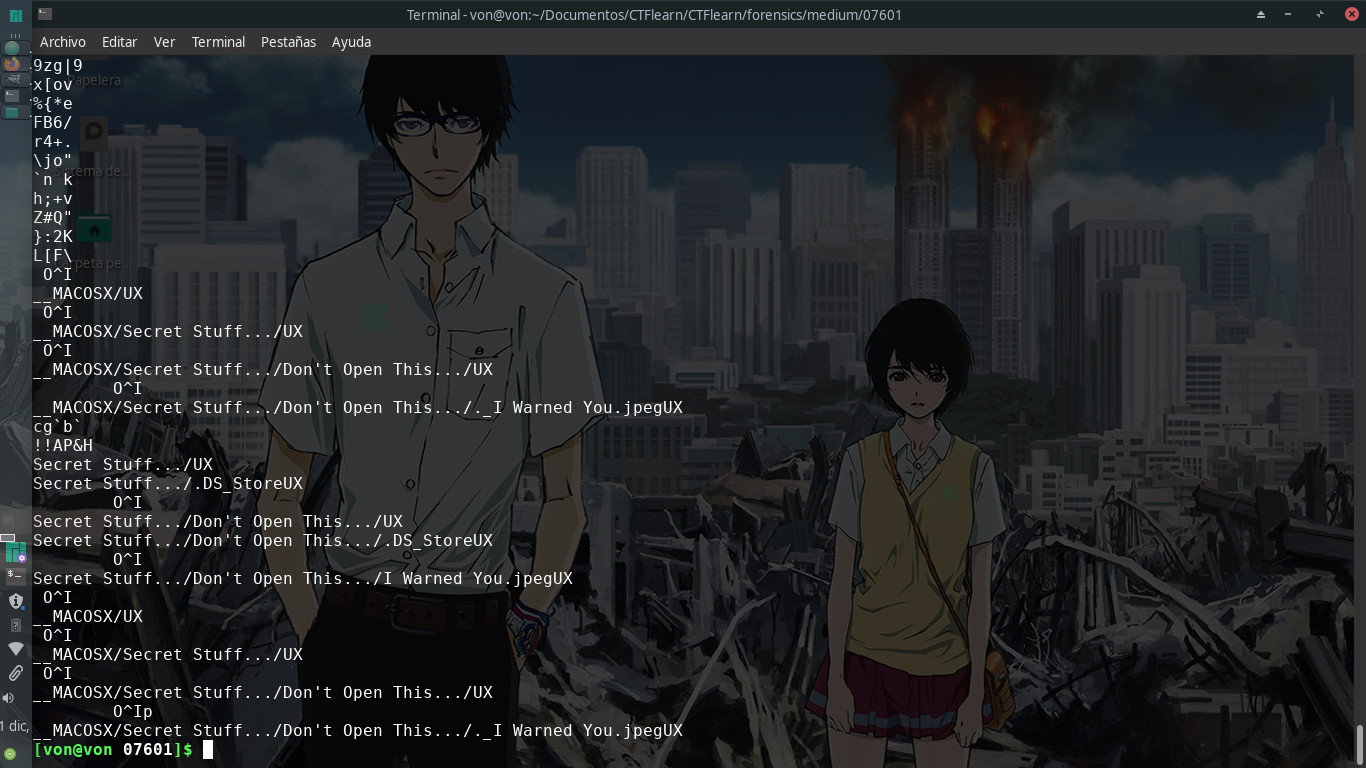 Terminal - von@von:~/Documentos/CTFlearn/CTFlearn/forensics/medium/07601
Archivo Editar Ver Terminal Pestañas Ayuda
9zg|9
Papelera
x[ov
%{*e
FB6/
r4+.
\jo"
`n k
h;+v
Z#Q"
}:2K
L[F\
O^I
__MACOSX/UX
O^I
__MACOSX/Secret Stuff.../UX
O^I
__MACOSX/Secret Stuff.../Don't Open This.../UX
O^I
__MACOSX/Secret Stuff.../Don't Open This.../._I Warned You.jpegUX
cg`b`
!!AP&H
Secret Stuff.../UX
Secret Stuff.../.DS_StoreUX
O^I
Secret Stuff.../Don't Open This.../UX
Secret Stuff.../Don't Open This.../.DS_StoreUX
O^I
Secret Stuff.../Don't Open This.../I Warned You.jpegUX
O^I
__MACOSX/UX
O^I
__MACOSX/Secret Stuff.../UX
O^I
__MACOSX/Secret Stuff.../Don't Open This.../UX
O^Ip
__MACOSX/Secret Stuff.../Don't Open This.../._I Warned You.jpegUX
[von@von 07601]$
1 dic,